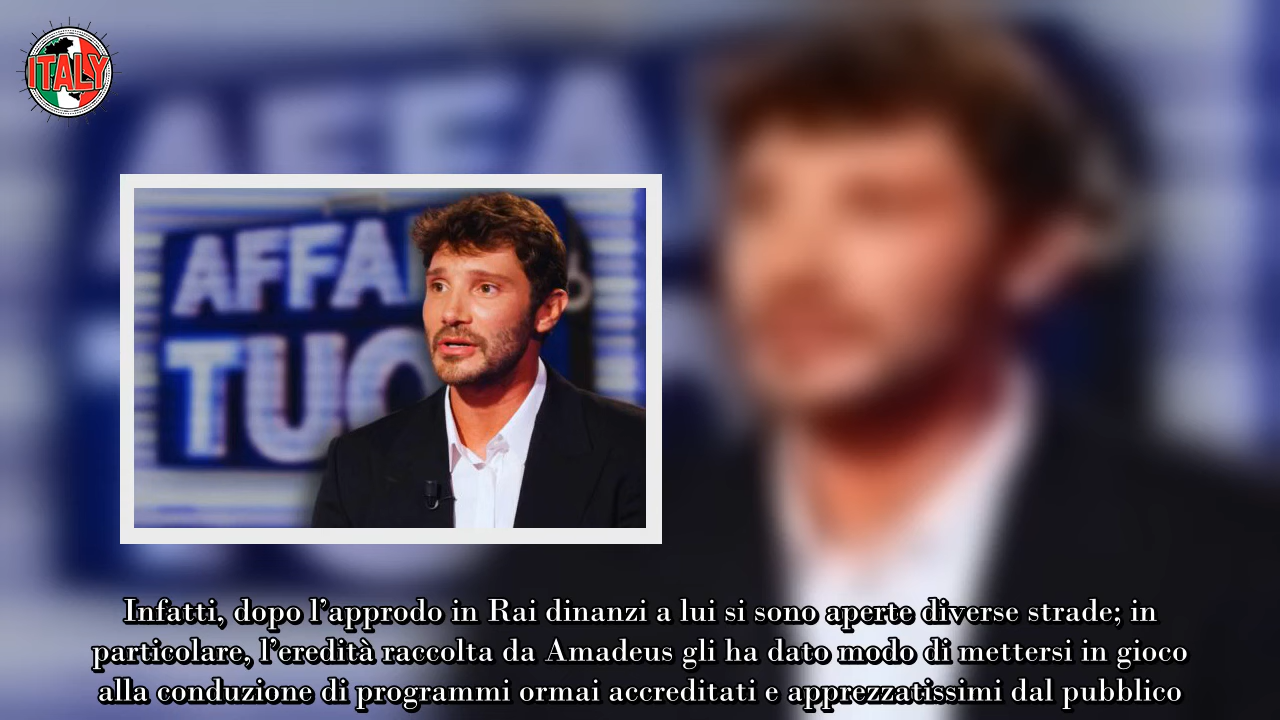 ITALY
AFFA
TUO
Infatti, dopo l’approdo in Rai dinanzi a lui si sono aperte diverse strade; in
particolare, l’eredità raccolta da Amadeus gli ha dato modo di mettersi in gioco
alla conduzione di programmi ormai accreditati e apprezzatissimi dal pubblico